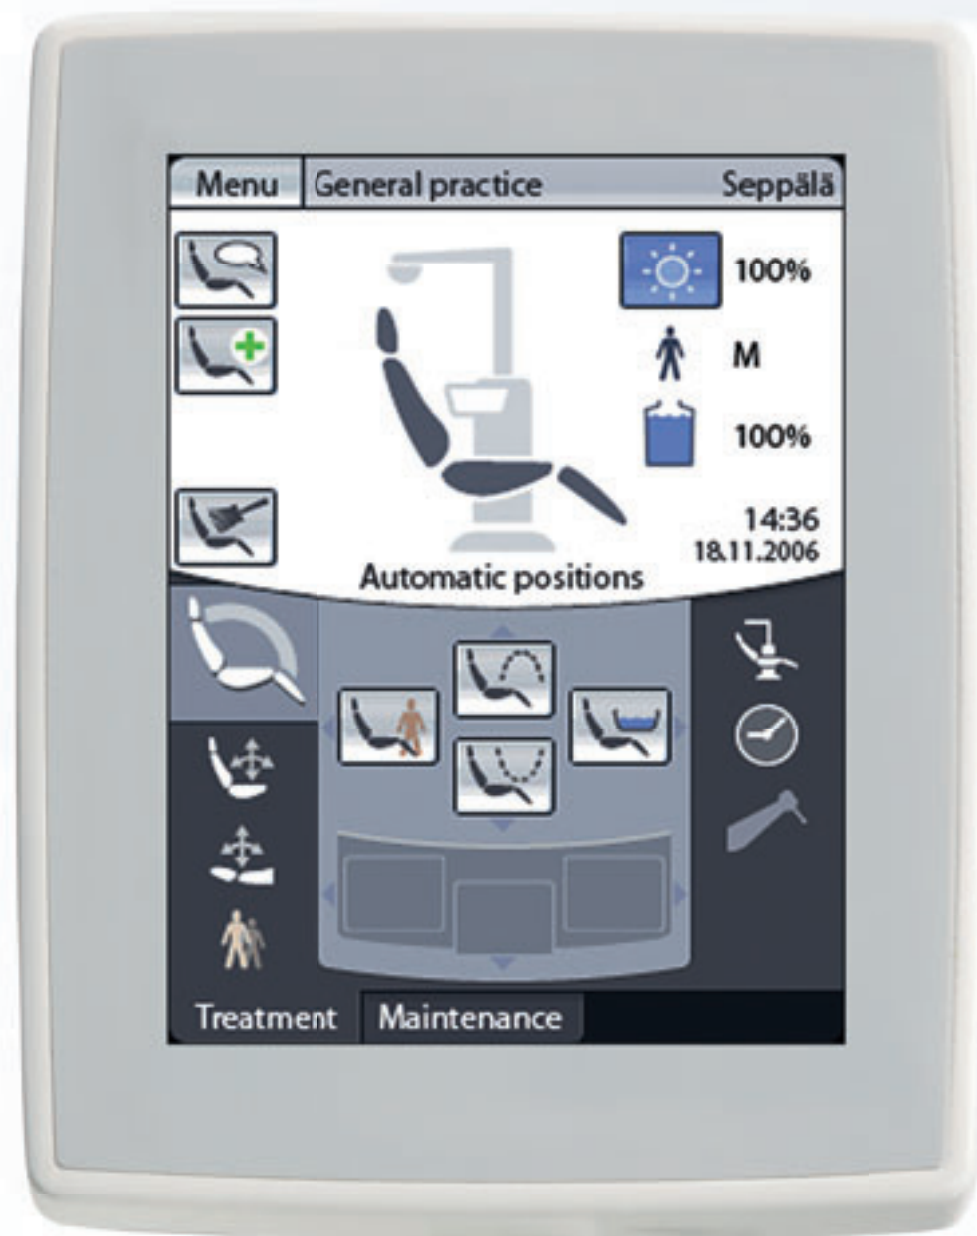 Menu
General practice
Seppälä
100%
M
100%
14:36
18.11.2006
Automatic positions
Treatment
Maintenance